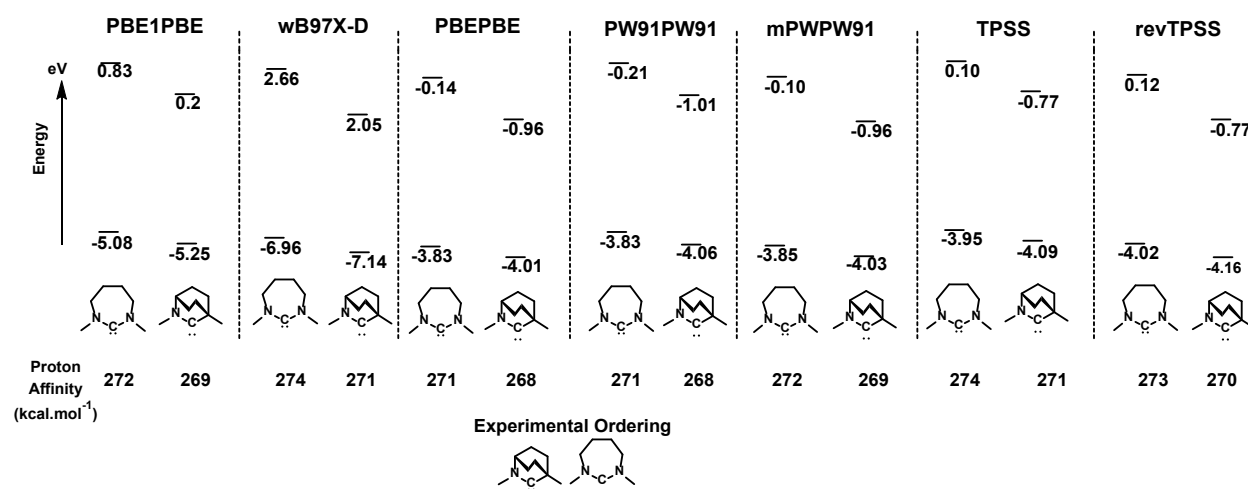 PBE1PBE wB97X-D PBEPBE PW91PW91 mPWPW91 TPSS revTPSS
eV
Energy
0.83 0.2 2.66 2.05 -0.14 -0.96 -0.21 -1.01 -0.10 -0.96 0.10 -0.77 0.12 -0.77
-5.08 -5.25 -6.96 -7.14 -3.83 -4.01 -3.83 -4.06 -3.85 -4.03 -3.95 -4.09 -4.02 -4.16
N C N N C N C N N C N C N N C N C N N C N C N N C N C N N C N C N N C N C N N C
Proton
Affinity
(kcal.mol-1)
272 269 274 271 271 268 271 268 272 269 274 271 273 270
Experimental Ordering
N C N C N